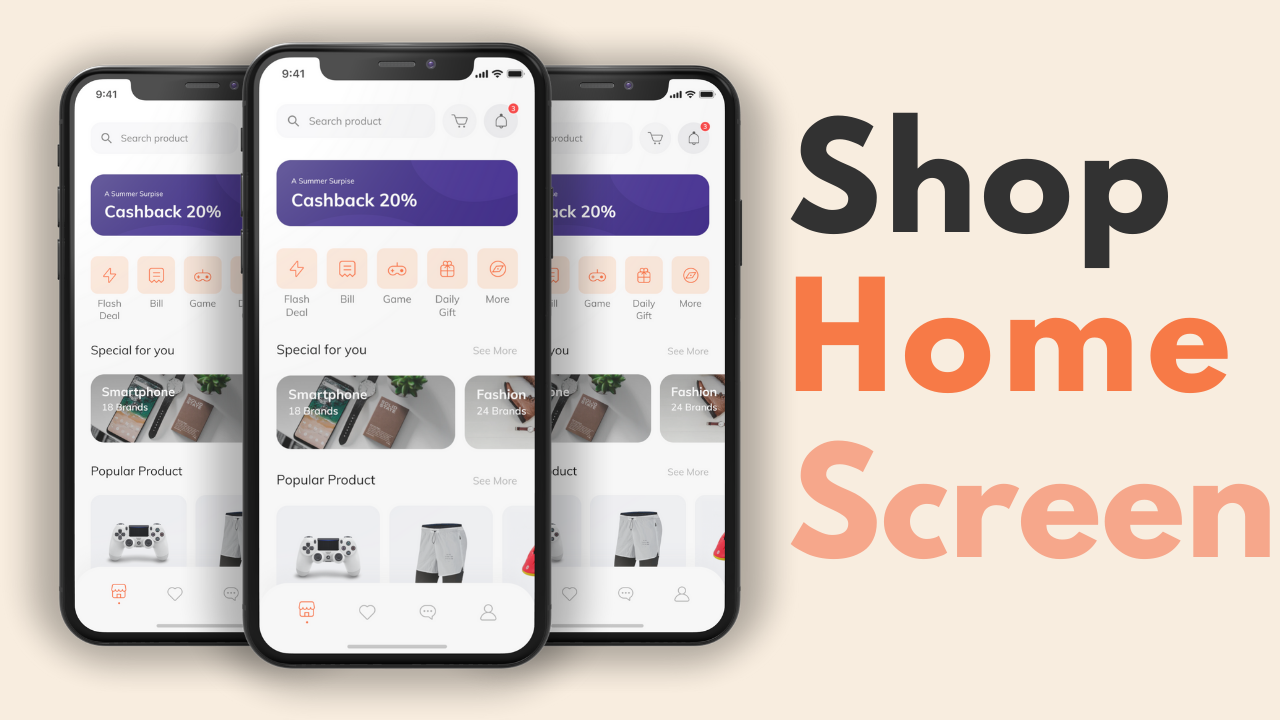 9:41
Search product
A Summer Surpise
Cashback 20%
Flash
Deal
Bill
Game
Special for you
Smartphone
18 Brands
Popular Product
9:41
Search product
3
A Summer Surpise
Cashback 20%
Flash
Deal
Bill
Game
Daily
Gift
More
Special for you
See More
Smartphone
18 Brands
Fashion
24 Brands
Popular Product
See More
product
3
ack 20%
ill
Game
Daily
Gift
More
you
See More
one
Fashion
24 Brands
duct
See More
Shop
Home
Screen